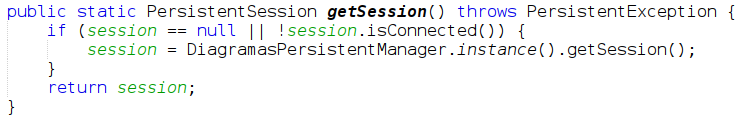 public static PersistentSession getSession() throws PersistentException {
    if (session == null || !session.isConnected()) {
        session = DiagramasPersistentManager.instance().getSession();
    }
    return session;
}